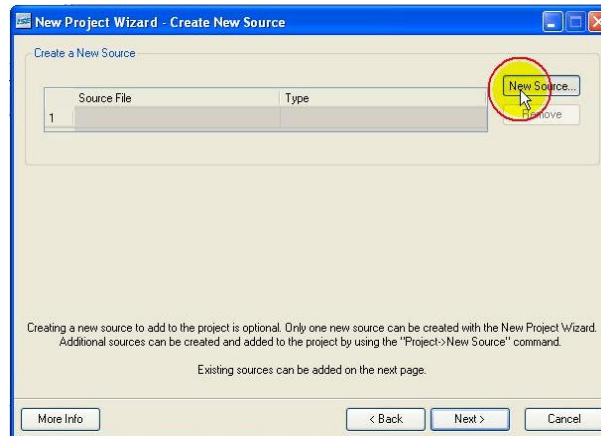 New Project Wizard - Create New Source
Create a New Source
New Source...
Source File Type
Remove
1
Creating a new source to add to the project is optional. Only one new source can be created with the New Project Wizard.
Additional sources can be created and added to the project by using the "Project->New Source" command.
Existing sources can be added on the next page.
More Info < Back Next > Cancel